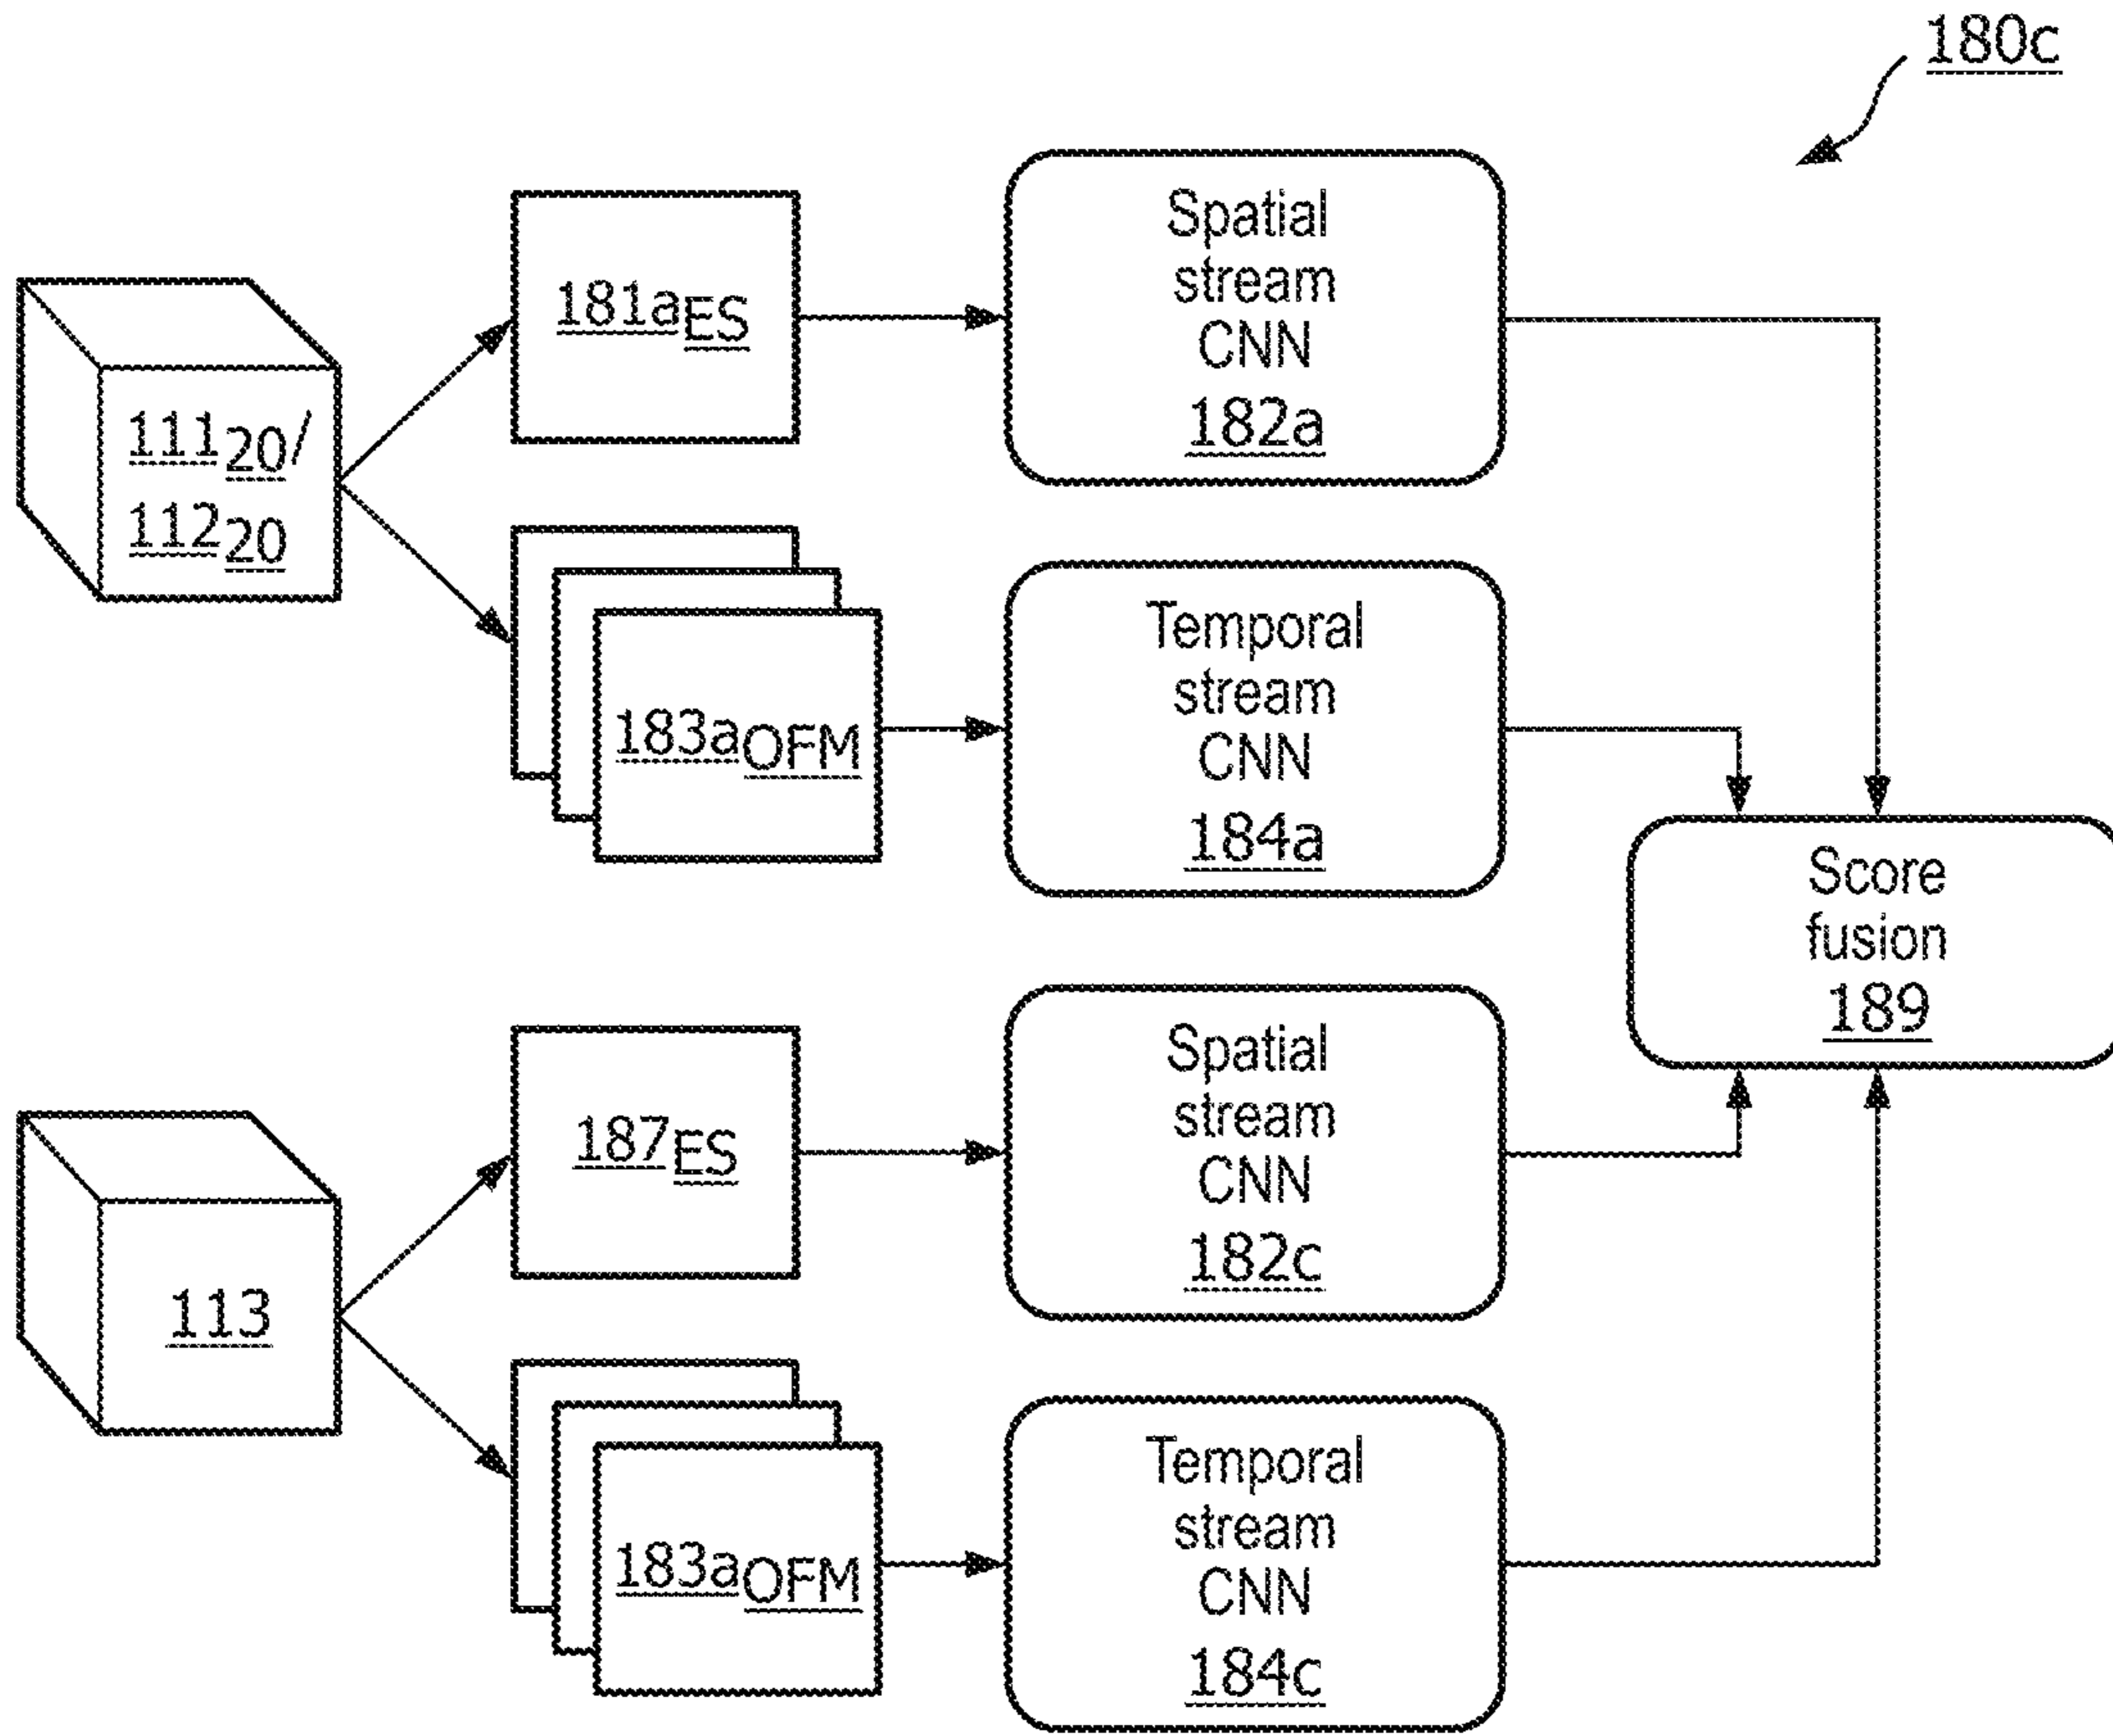 180c
11120/
11220
181aES
Spatial
stream
CNN
182a
183aOFM
Temporal
stream
CNN
184a
Score
fusion
189
113
187ES
Spatial
stream
CNN
182c
183aOFM
Temporal
stream
CNN
184c